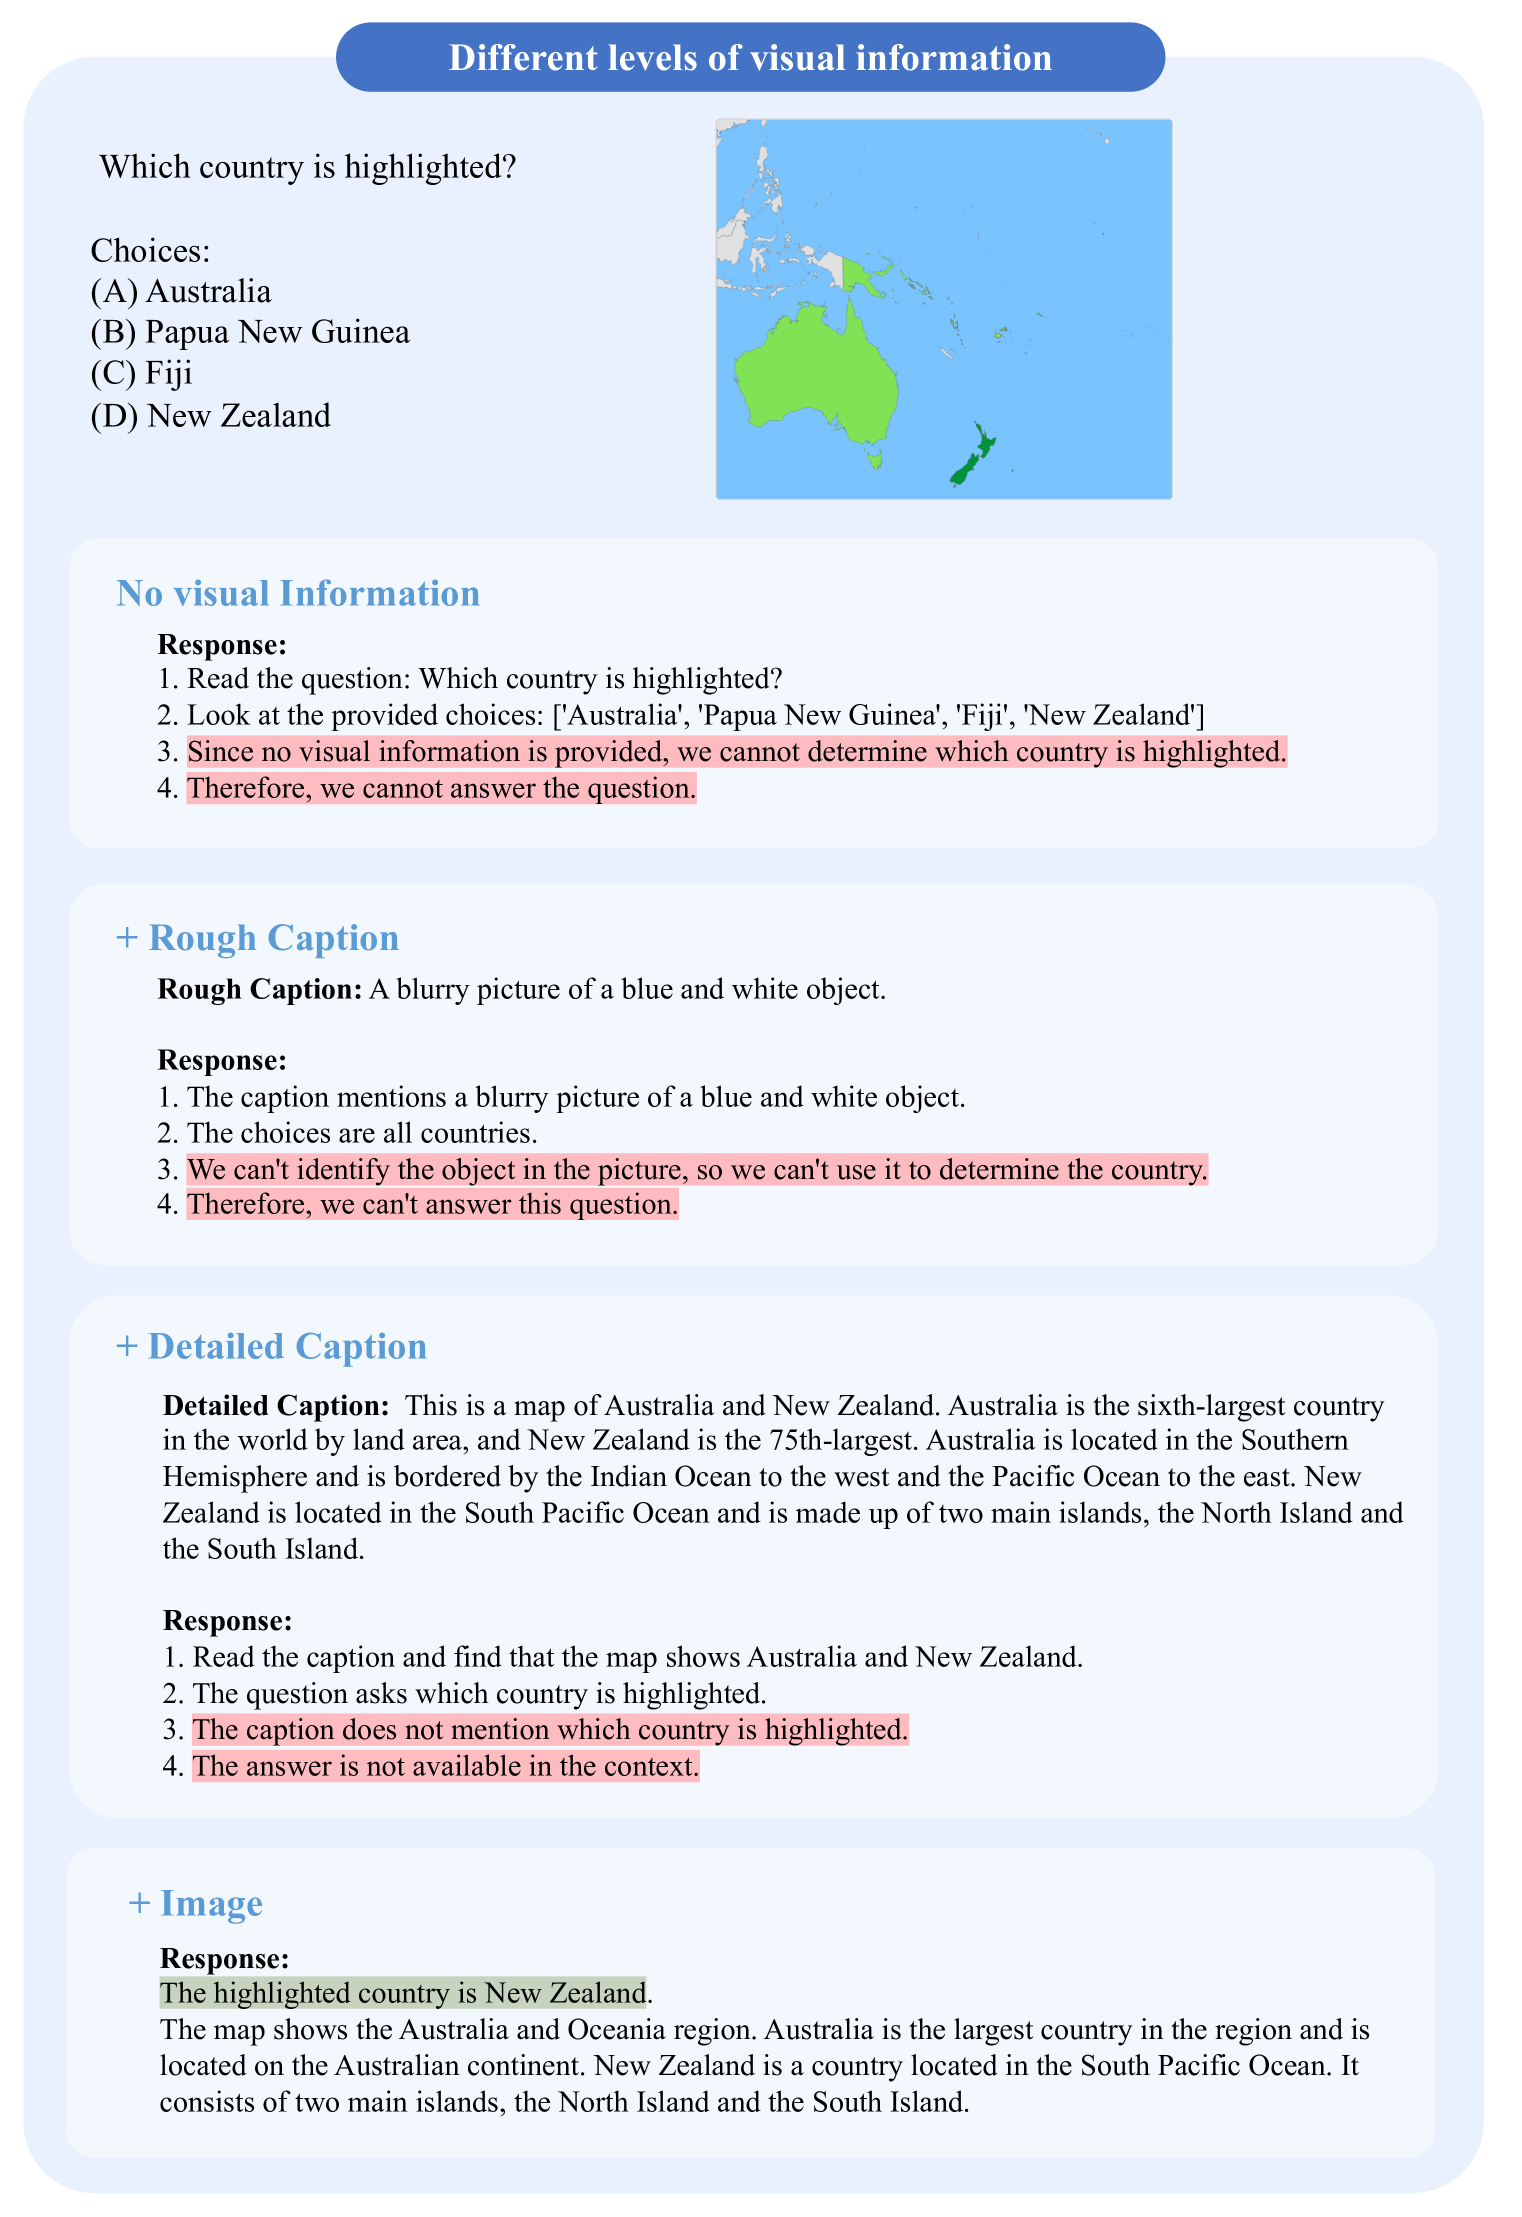 Different levels of visual information
Which country is highlighted?
Choices:
(A) Australia
(B) Papua New Guinea
(C) Fiji
(D) New Zealand
No visual Information
Response:
1. Read the question: Which country is highlighted?
2. Look at the provided choices: ['Australia', 'Papua New Guinea', 'Fiji', 'New Zealand']
3. Since no visual information is provided, we cannot determine which country is highlighted.
4. Therefore, we cannot answer the question.
+ Rough Caption
Rough Caption: A blurry picture of a blue and white object.
Response:
1. The caption mentions a blurry picture of a blue and white object.
2. The choices are all countries.
3. We can't identify the object in the picture, so we can't use it to determine the country.
4. Therefore, we can't answer this question.
+ Detailed Caption
Detailed Caption: This is a map of Australia and New Zealand. Australia is the sixth-largest country
in the world by land area, and New Zealand is the 75th-largest. Australia is located in the Southern
Hemisphere and is bordered by the Indian Ocean to the west and the Pacific Ocean to the east. New
Zealand is located in the South Pacific Ocean and is made up of two main islands, the North Island and
the South Island.
Response:
1. Read the caption and find that the map shows Australia and New Zealand.
2. The question asks which country is highlighted.
3. The caption does not mention which country is highlighted.
4. The answer is not available in the context.
+ Image
Response:
The highlighted country is New Zealand.
The map shows the Australia and Oceania region. Australia is the largest country in the region and is
located on the Australian continent. New Zealand is a country located in the South Pacific Ocean. It
consists of two main islands, the North Island and the South Island.